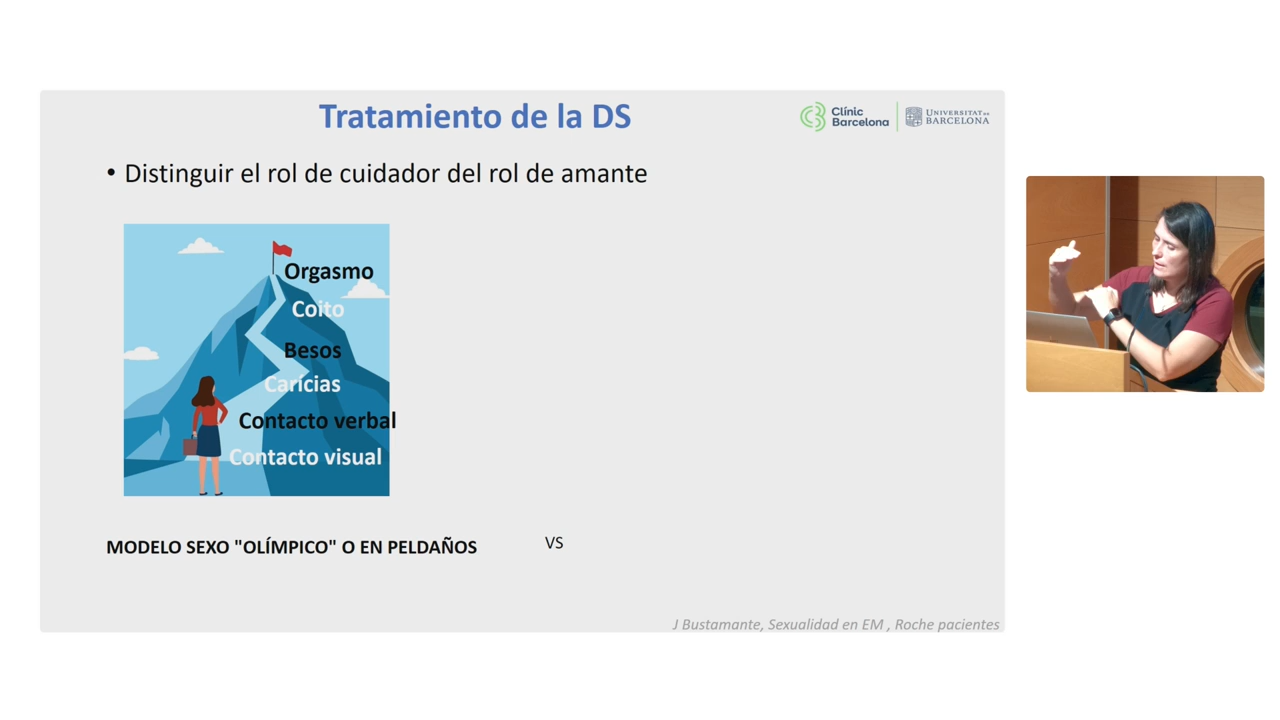 Tratamiento de la DS
Clínic
Barcelona
UNIVERSITAT DE
BARCELONA
• Distinguir el rol de cuidador del rol de amante
Orgasmo
Coito
Besos
Carícias
Contacto verbal
Contacto visual
MODELO SEXO "OLÍMPICO" O EN PELDAÑOS
VS
J Bustamante, Sexualidad en EM , Roche pacientes